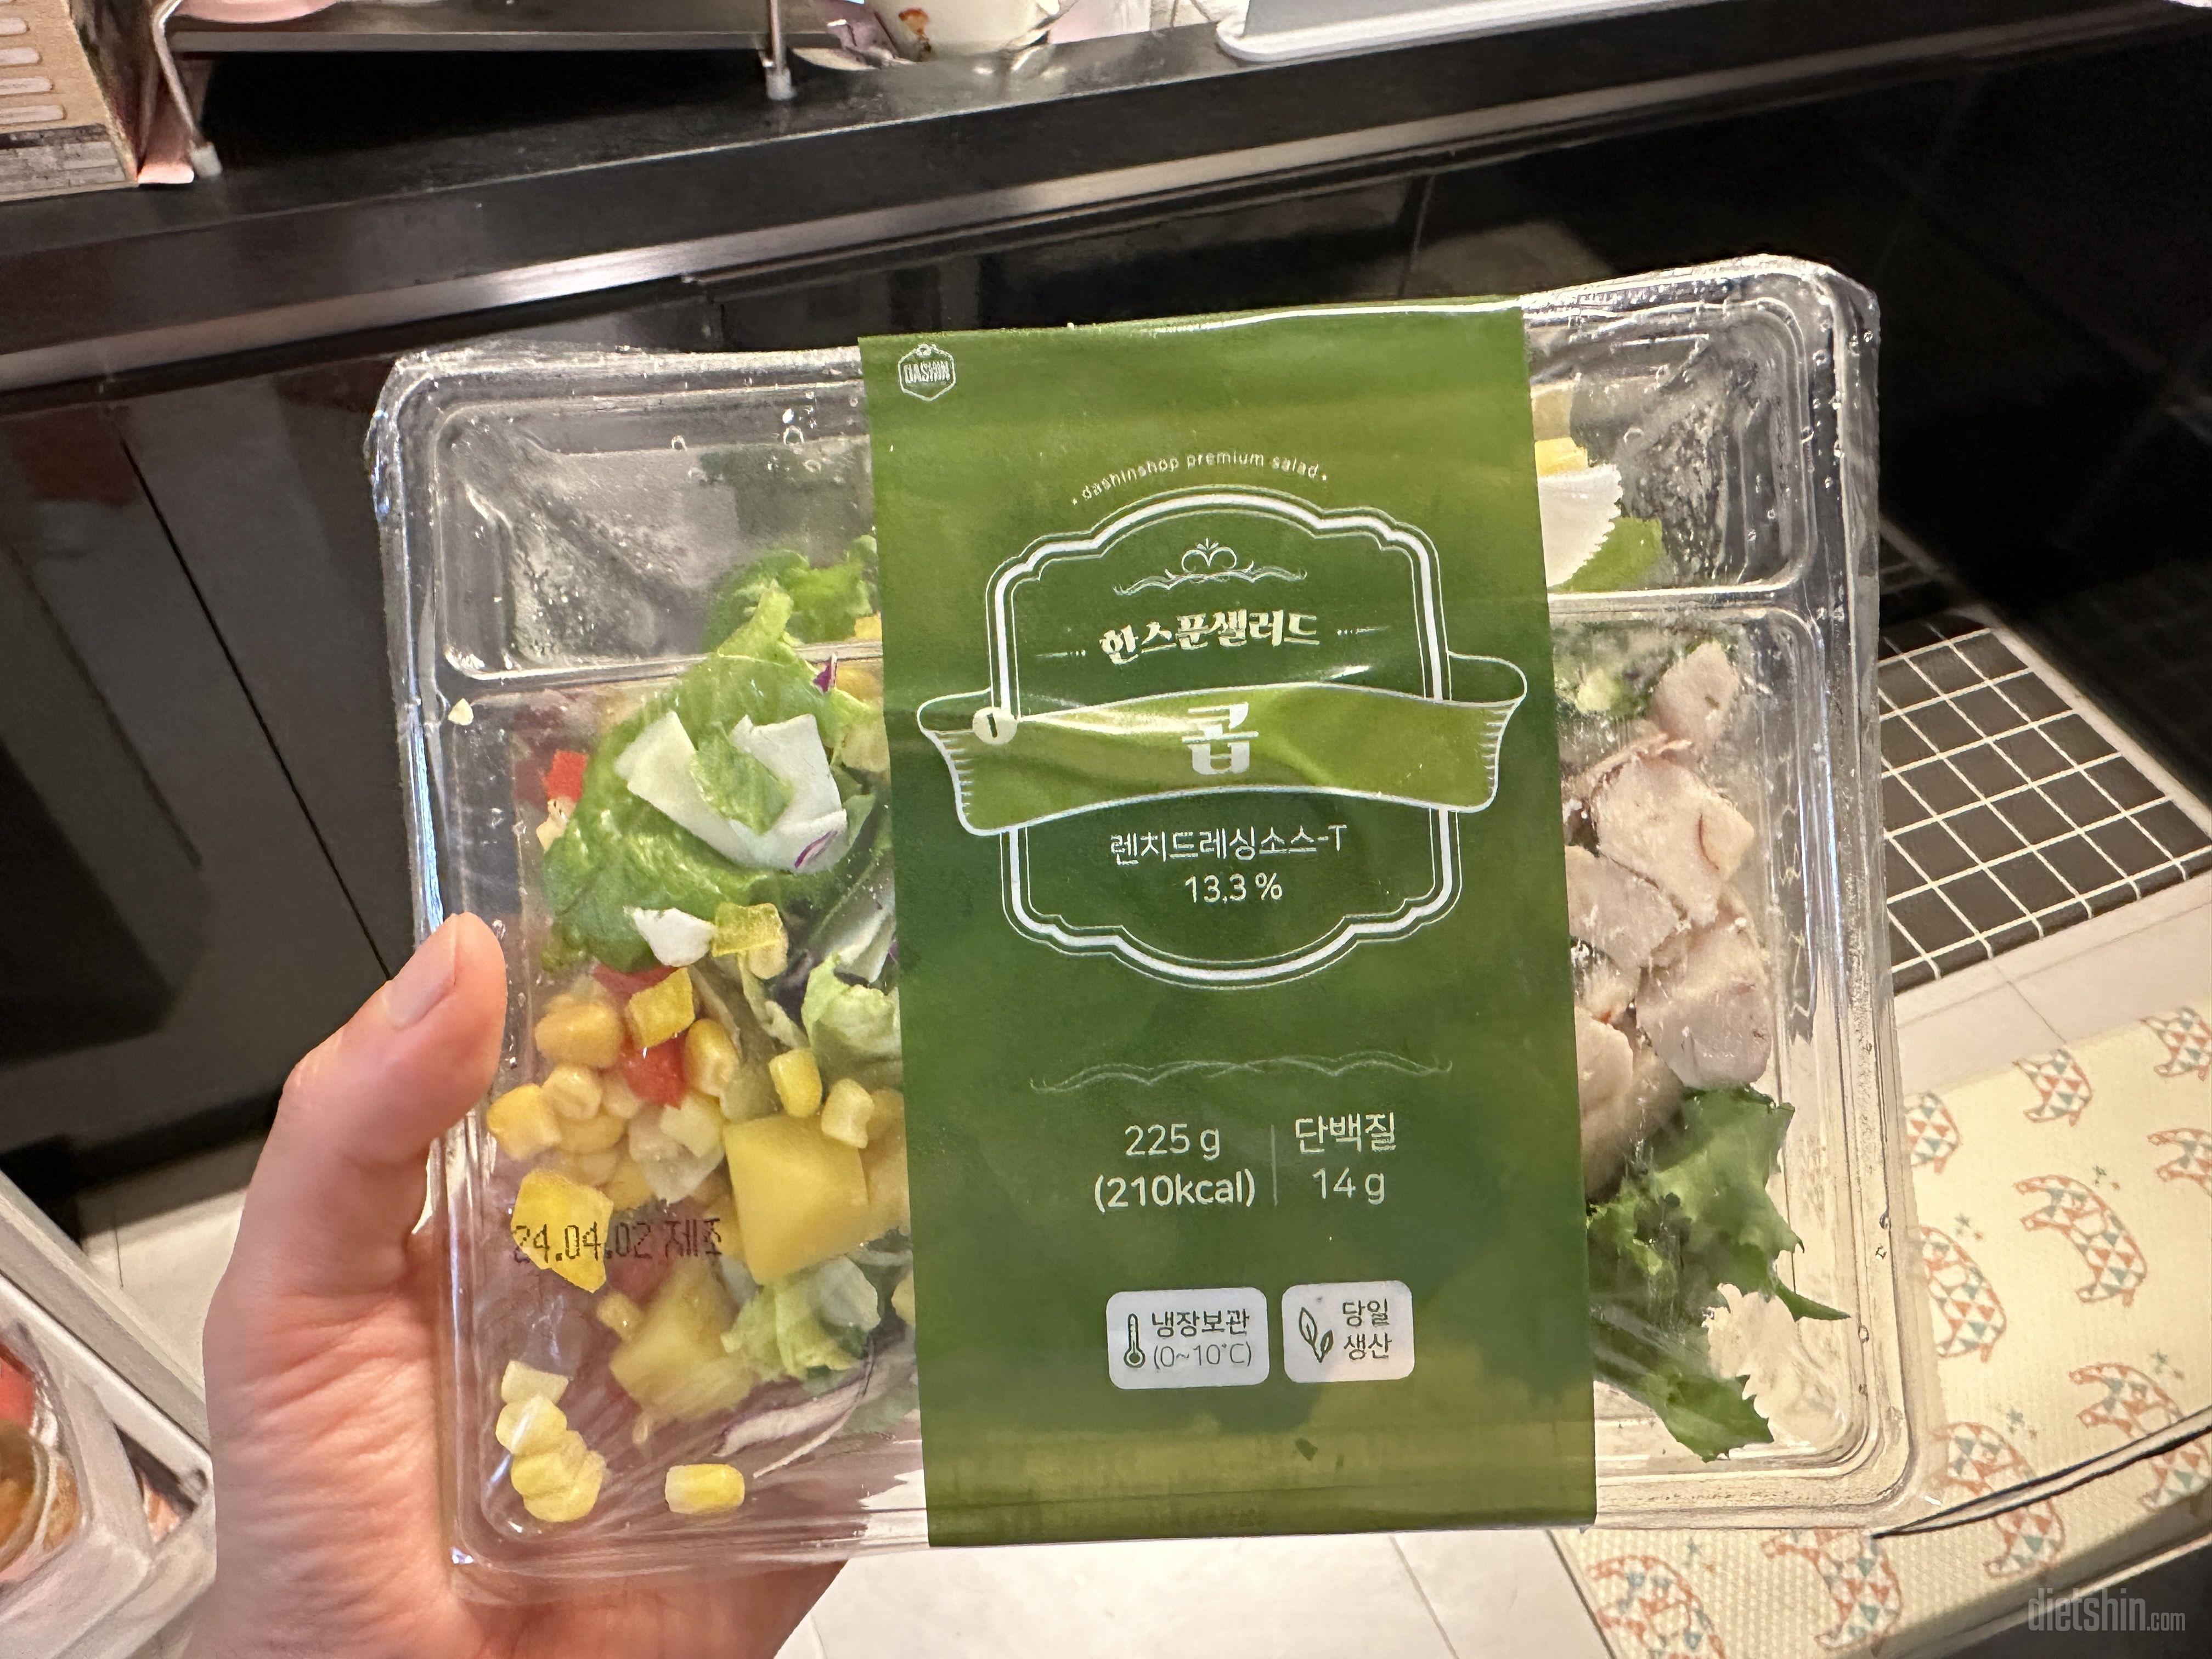 DASHIN
dashinshop premium salad
한스푼샐러드
콥
렌치드레싱소스-T
13.3 %
225 g
(210kcal)
단백질
14 g
24.04.02 제조
냉장보관
(0~10°C)
당일
생산
dietshin.com